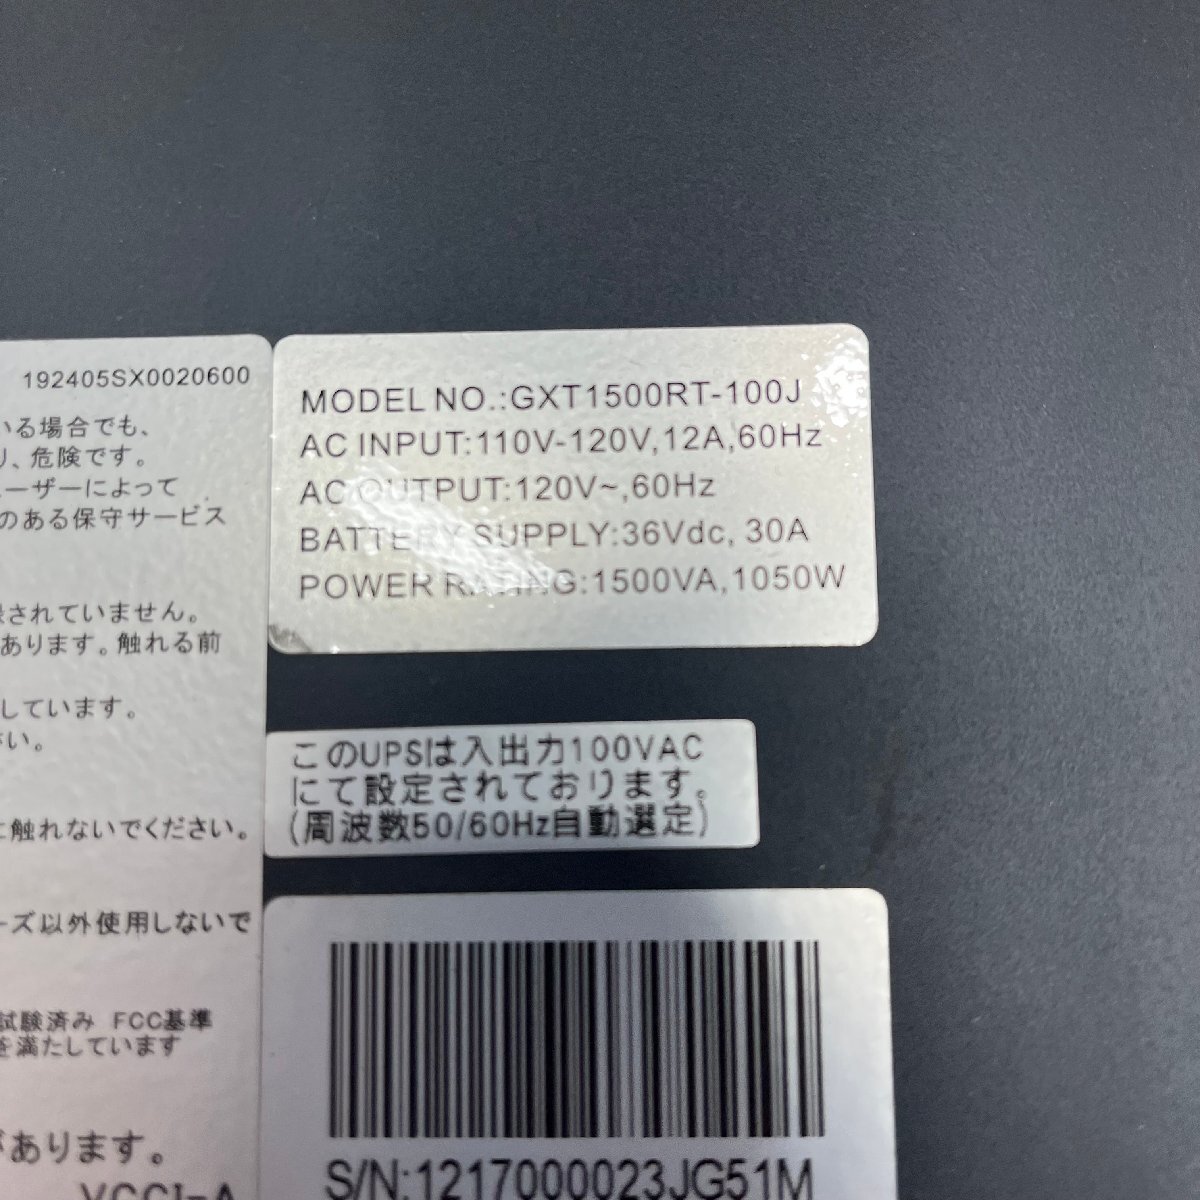 192405SX0020600
いる場合でも、
り、危険です。
ユーザーによって
のある保守サービス
されていません。
あります。触れる前
しています。
さい。
に触れないでください。
ーズ以外使用しないで
試験済み FCC基準
を満たしています
があります。
VCCI-A
MODEL NO.:GXT1500RT-100J
AC INPUT:110V-120V,12A,60Hz
AC OUTPUT:120V~,60Hz
BATTERY SUPPLY:36Vdc, 30A
POWER RATING:1500VA,1050W
このUPSは入出力100VAC
にて設定されております。
(周波数50/60Hz自動選定)
S/N:1217000023JG51M